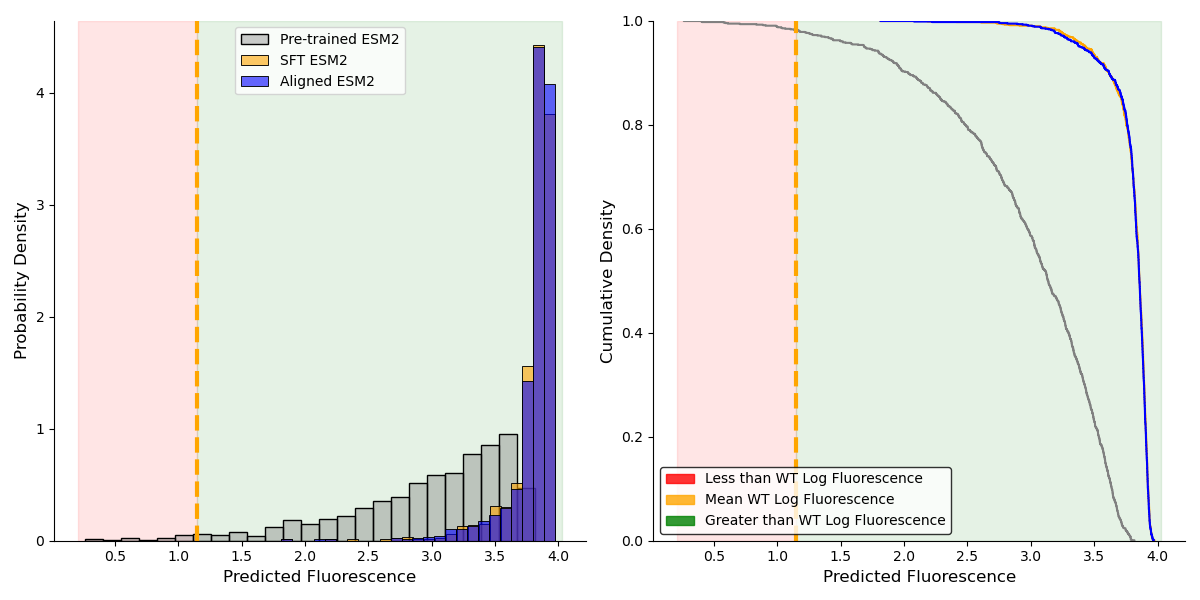 Pre-trained ESM2
SFT ESM2
Aligned ESM2
Probability Density
4
3
2
1
0
0.5
1.0
1.5
2.0
2.5
3.0
3.5
4.0
Predicted Fluorescence
Cumulative Density
1.0
0.8
0.6
0.4
0.2
0.0
Less than WT Log Fluorescence
Mean WT Log Fluorescence
Greater than WT Log Fluorescence
0.5
1.0
1.5
2.0
2.5
3.0
3.5
4.0
Predicted Fluorescence